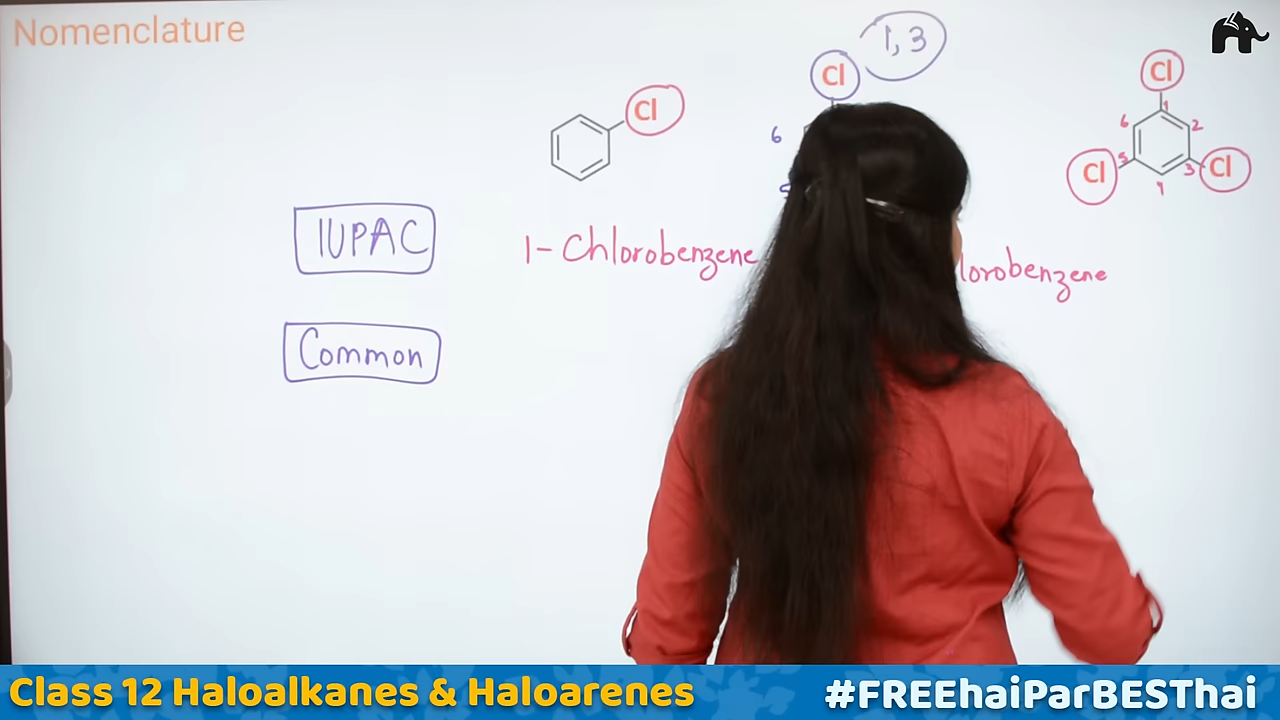 Nomenclature
1,3
Cl
Cl
6
Cl
1
6
2
Cl
5
3
Cl
4
IUPAC
1- Chlorobenzene
lorobenzene
Common
Class 12 Haloalkanes & Haloarenes
#FREEhaiParBESThai